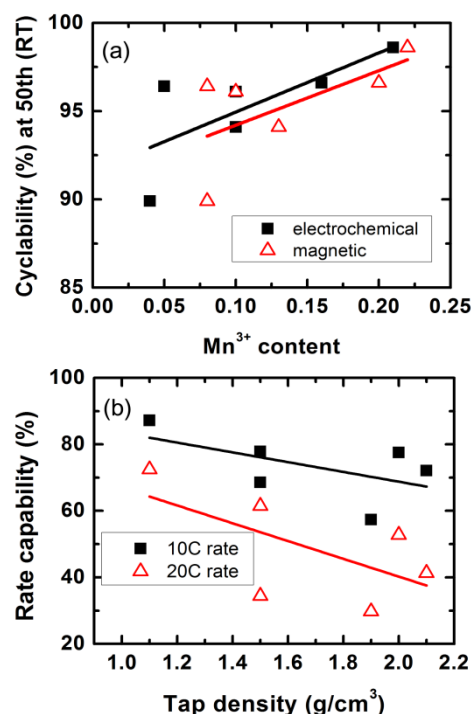 (a)
Cyclability (%) at 50th (RT)
100
95
90
85
electrochemical
magnetic
0.00 0.05 0.10 0.15 0.20 0.25
Mn³⁺ content
(b)
Rate capability (%)
100
80
60
40
20
10C rate
20C rate
1.0 1.2 1.4 1.6 1.8 2.0 2.2
Tap density (g/cm³)